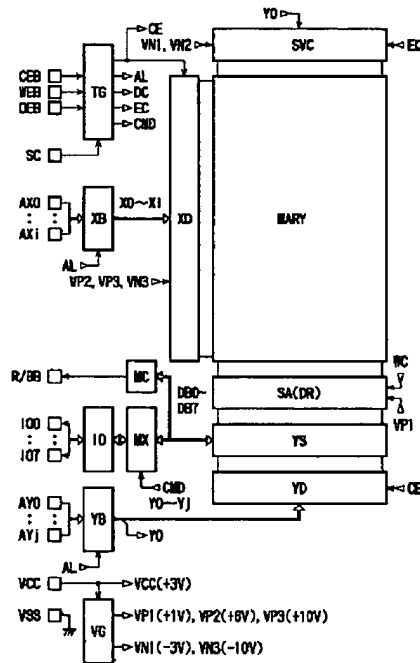 CE
Y0
VN1, VN2
SVC
EC
CEB
WEB
OEB
TG
AL
DC
EC
CMD
SC
AX0
AXi
XB
X0~Xi
XD
MARY
AL
VP2, VP3, VN3
R/BB
MC
DB0~
DB7
WC
SA(DR)
VP1
IO0
IO7
IO
MX
YS
CMD
AY0
AYj
YB
Y0~Yj
YD
CE
Y0
AL
VCC
VCC(+3V)
VSS
VG
VP1(+1V), VP2(+6V), VP3(+10V)
VN1(-3V), VN3(-10V)